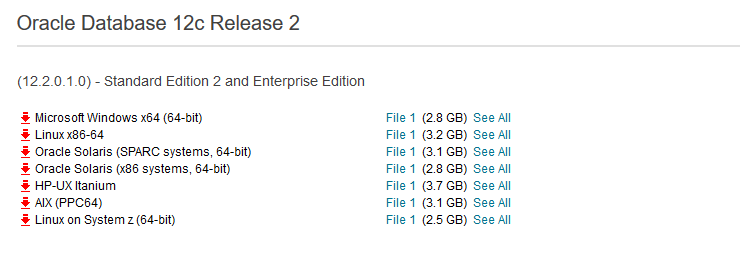 Oracle Database 12c Release 2
(12.2.0.1.0) - Standard Edition 2 and Enterprise Edition
Microsoft Windows x64 (64-bit) File 1 (2.8 GB) See All
Linux x86-64 File 1 (3.2 GB) See All
Oracle Solaris (SPARC systems, 64-bit) File 1 (3.1 GB) See All
Oracle Solaris (x86 systems, 64-bit) File 1 (2.8 GB) See All
HP-UX Itanium File 1 (3.7 GB) See All
AIX (PPC64) File 1 (3.1 GB) See All
Linux on System z (64-bit) File 1 (2.5 GB) See All